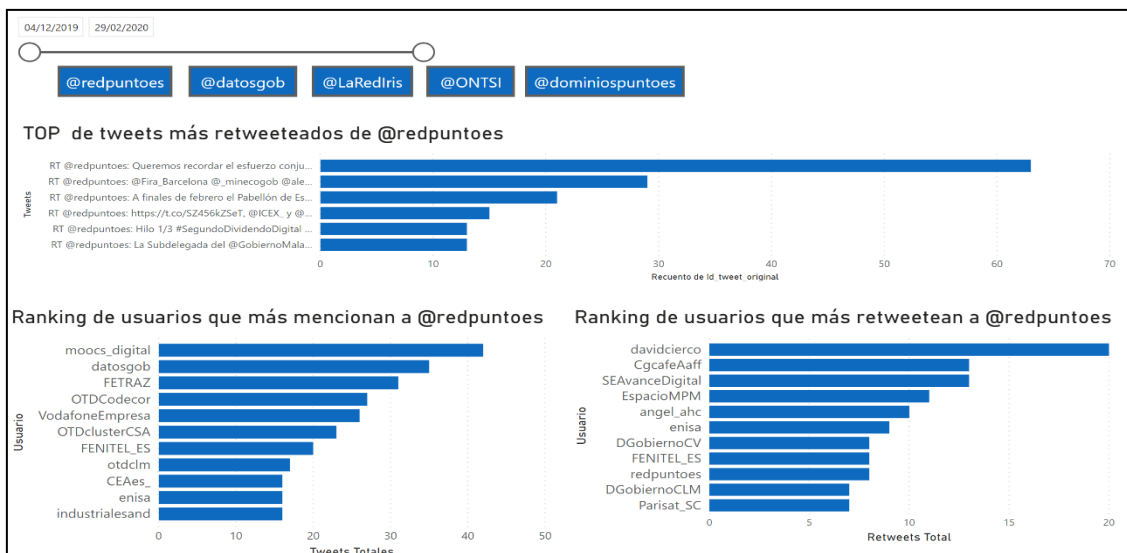 04/12/2019 29/02/2020
@redpuntoes @datosgob @LaRedIris @ONTSI @dominiospuntoes
TOP de tweets más retweeteados de @redpuntoes
Tweets
RT @redpuntoes: Queremos recordar el esfuerzo conju...
RT @redpuntoes: @Fira_Barcelona @_minecogob @ale...
RT @redpuntoes: A finales de febrero el Pabellón de Es...
RT @redpuntoes: https://t.co/SZ456kZSeT, @ICEX_ y @...
RT @redpuntoes: Hilo 1/3 #SegundoDividendoDigital ...
RT @redpuntoes: La Subdelegada del @GobiernoMala...
0 10 20 30 40 50 60 70
Recuento de Id_tweet_original
Ranking de usuarios que más mencionan a @redpuntoes
Usuario
moocs_digital
datosgob
FETRAZ
OTDCodecor
VodafoneEmpresa
OTDclusterCSA
FENITEL_ES
otdclm
CEAes_
enisa
industrialesand
0 10 20 30 40 50
Tweets Totales
Ranking de usuarios que más retweetean a @redpuntoes
Usuario
davidcierco
CgcafeAaff
SEAvanceDigital
EspacioMPM
angel_ahc
enisa
DGobiernoCV
FENITEL_ES
redpuntoes
DGobiernoCLM
Parisat_SC
0 5 10 15 20
Retweets Total